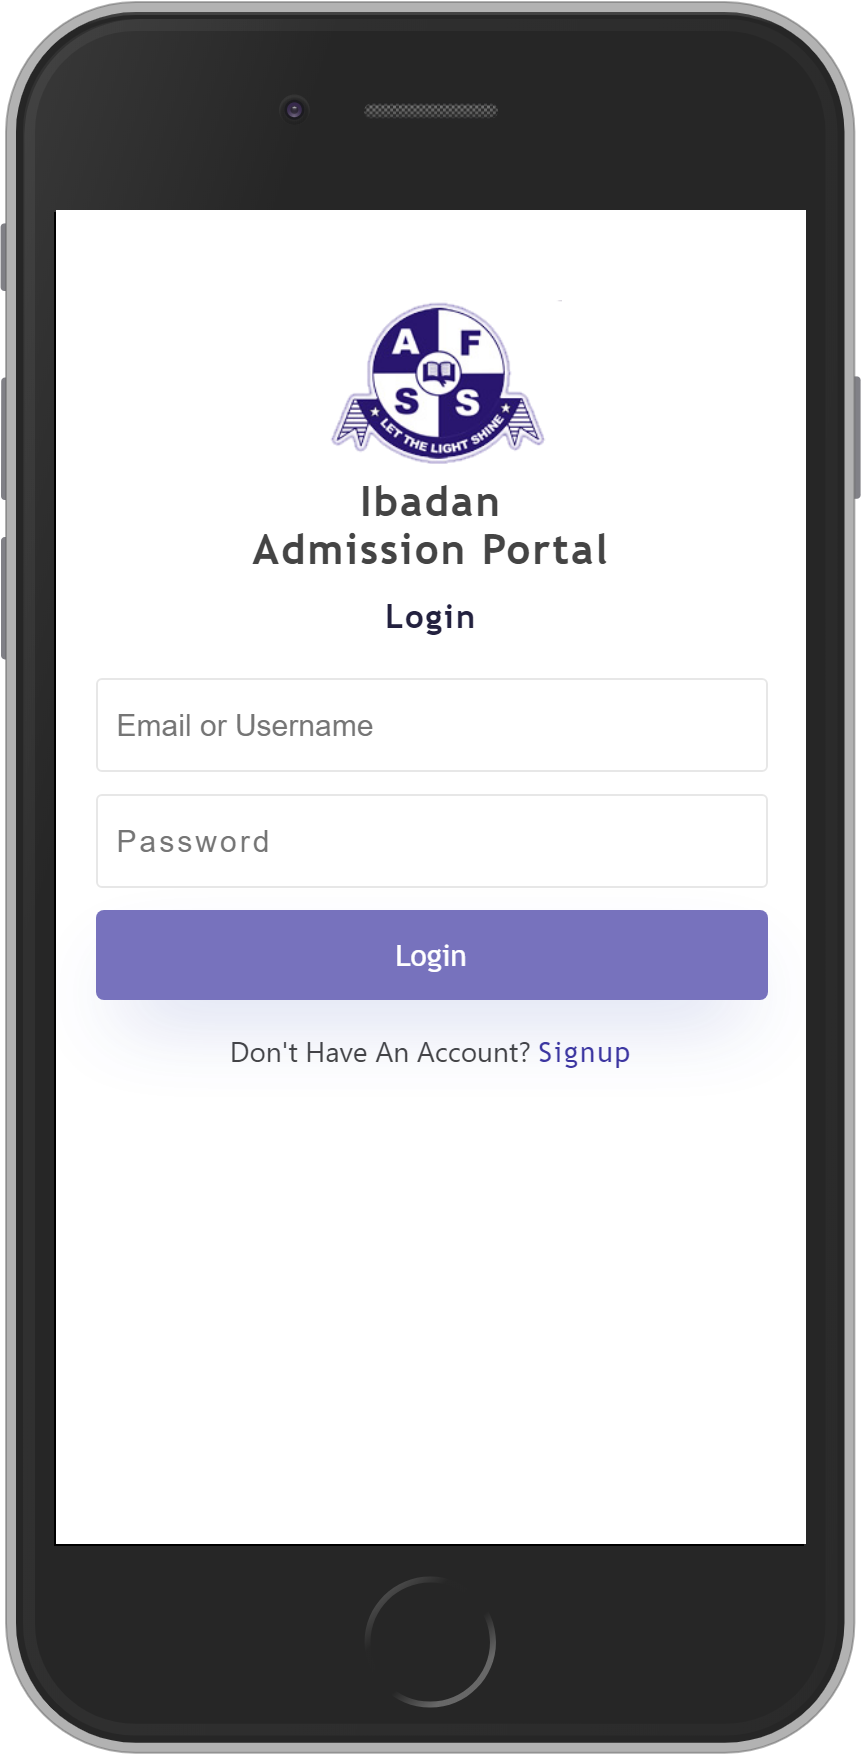 A F
S S
LET THE LIGHT SHINE
Ibadan
Admission Portal
Login
Email or Username
Password
Login
Don't Have An Account? Signup